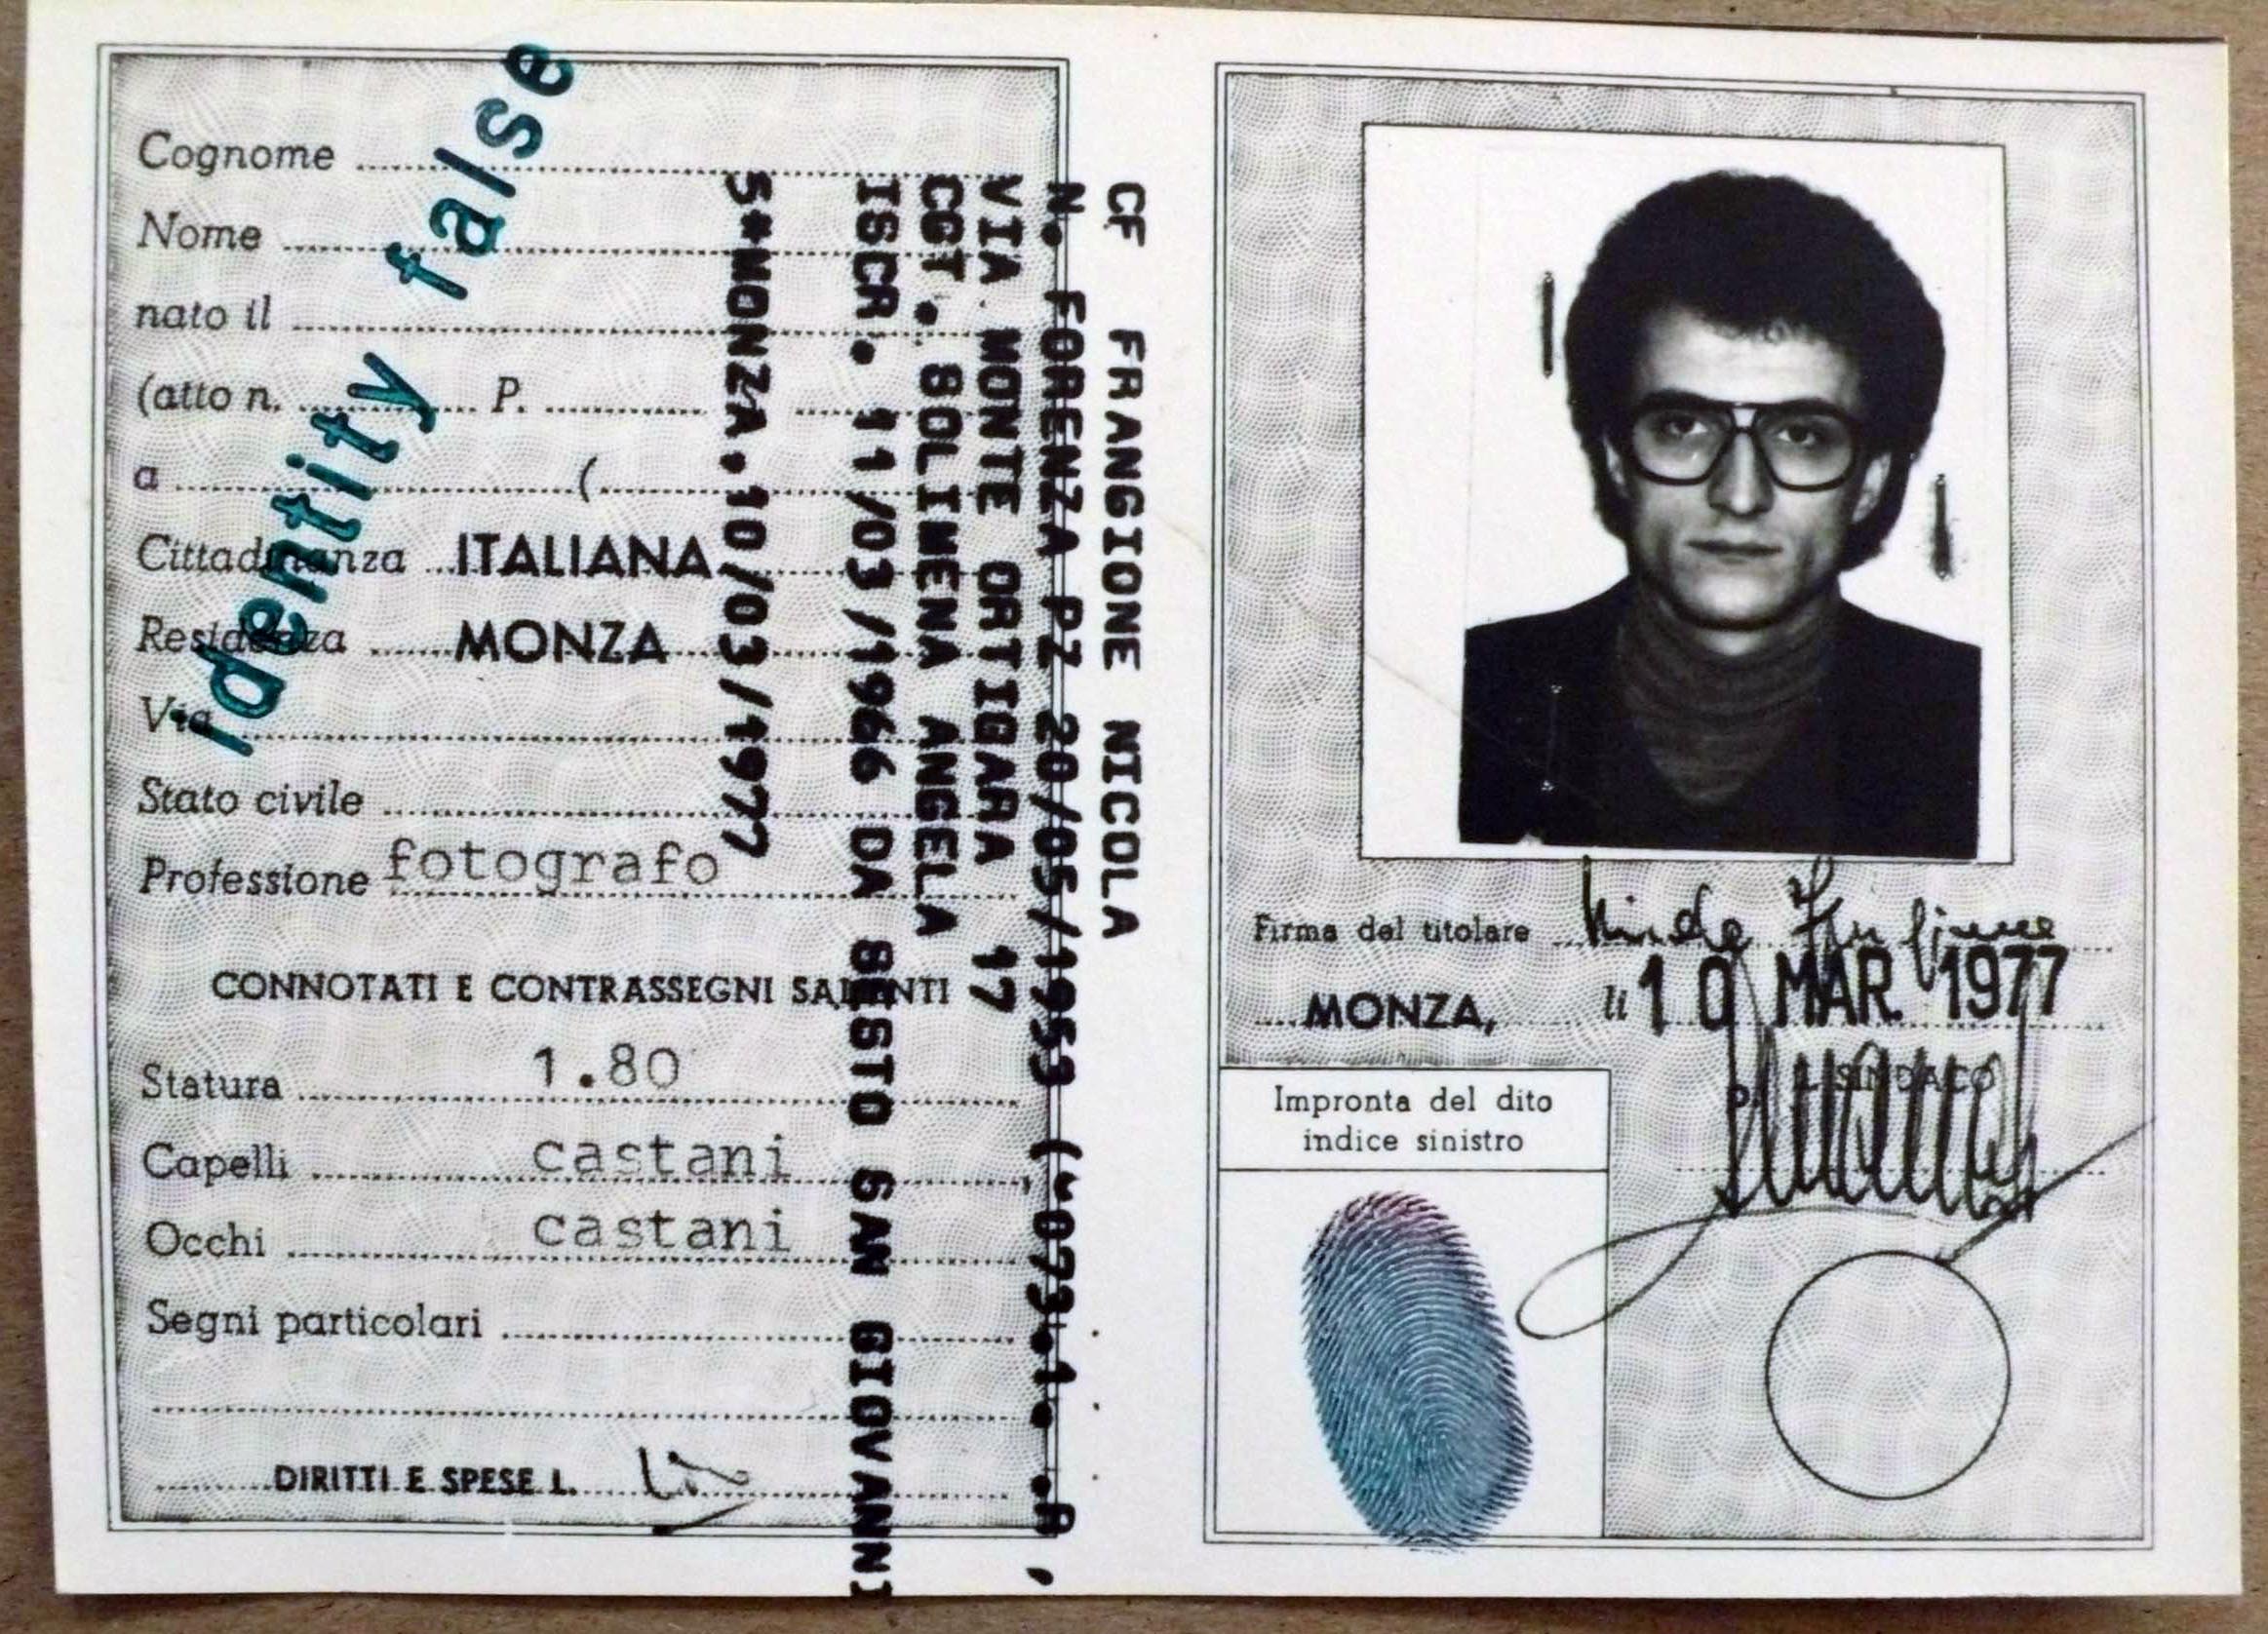 identity false
Cognome
Nome
nato il
(atto n. P.
a (
Cittadinanza ITALIANA
Residenza MONZA
Via
Stato civile
Professione fotografo
CONNOTATI E CONTRASSEGNI SALIENTI
Statura 1.80
Capelli castani
Occhi castani
Segni particolari
DIRITTI E SPESE L.
CF FRANGIONE NICOLA
N. FORENZA PZ 20/05/1953 (*073.1. .R,
VIA MONTE ORTIGARA 17
CGT. SOLIMENA ANGELA
ISCR. 11/03/1966 DA SESTO SAN GIOVANNI
S*MONZA,10/03/1977
Firma del titolare
MONZA, li 10 MAR. 1977
P. IL SINDACO
Impronta del dito
indice sinistro